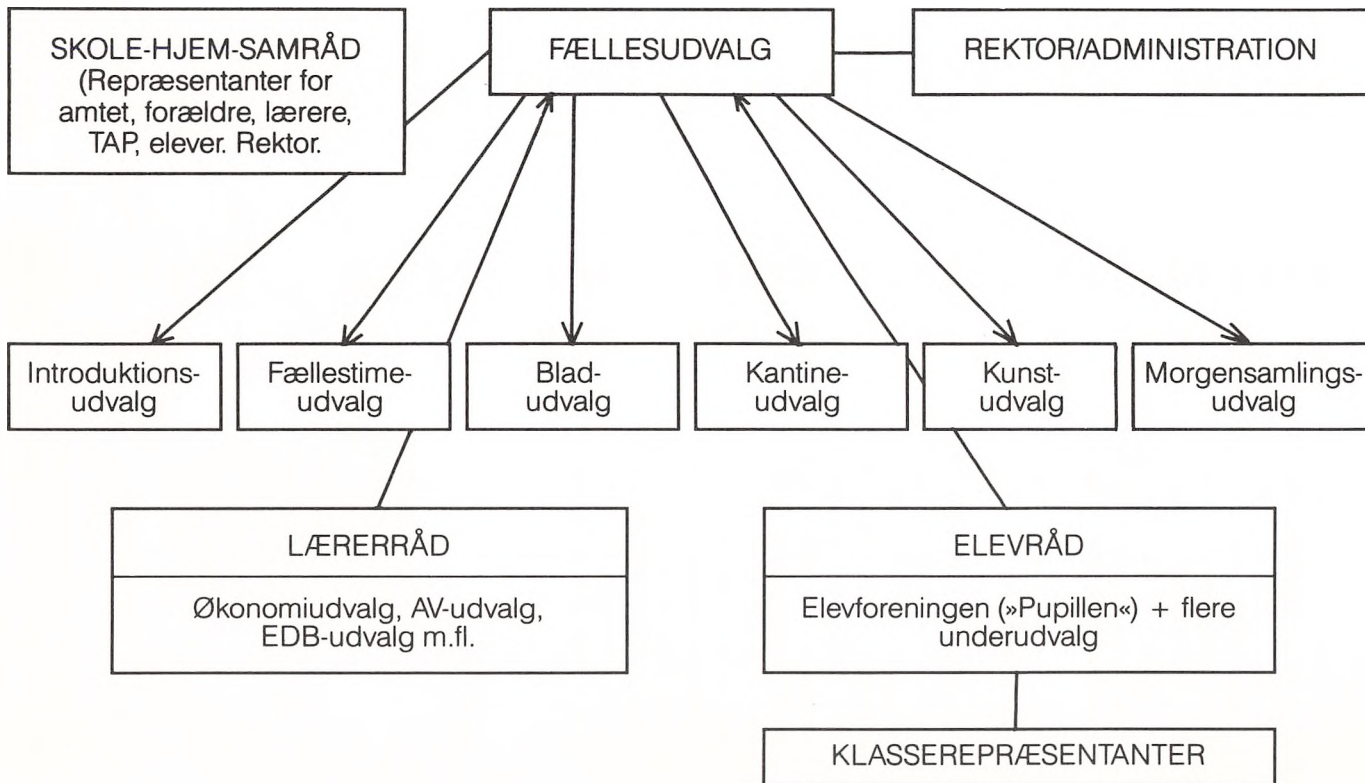 SKOLE-HJEM-SAMRÅD
(Repræsentanter for
amtet, forældre, lærere,
TAP, elever. Rektor.
FÆLLESUDVALG
REKTOR/ADMINISTRATION
Introduktions-
udvalg
Fællestime-
udvalg
Blad-
udvalg
Kantine-
udvalg
Kunst-
udvalg
Morgensamlings-
udvalg
LÆRERRÅD
Økonomiudvalg, AV-udvalg,
EDB-udvalg m.fl.
ELEVRÅD
Elevforeningen (»Pupillen«) + flere
underudvalg
KLASSEREPRÆSENTANTER